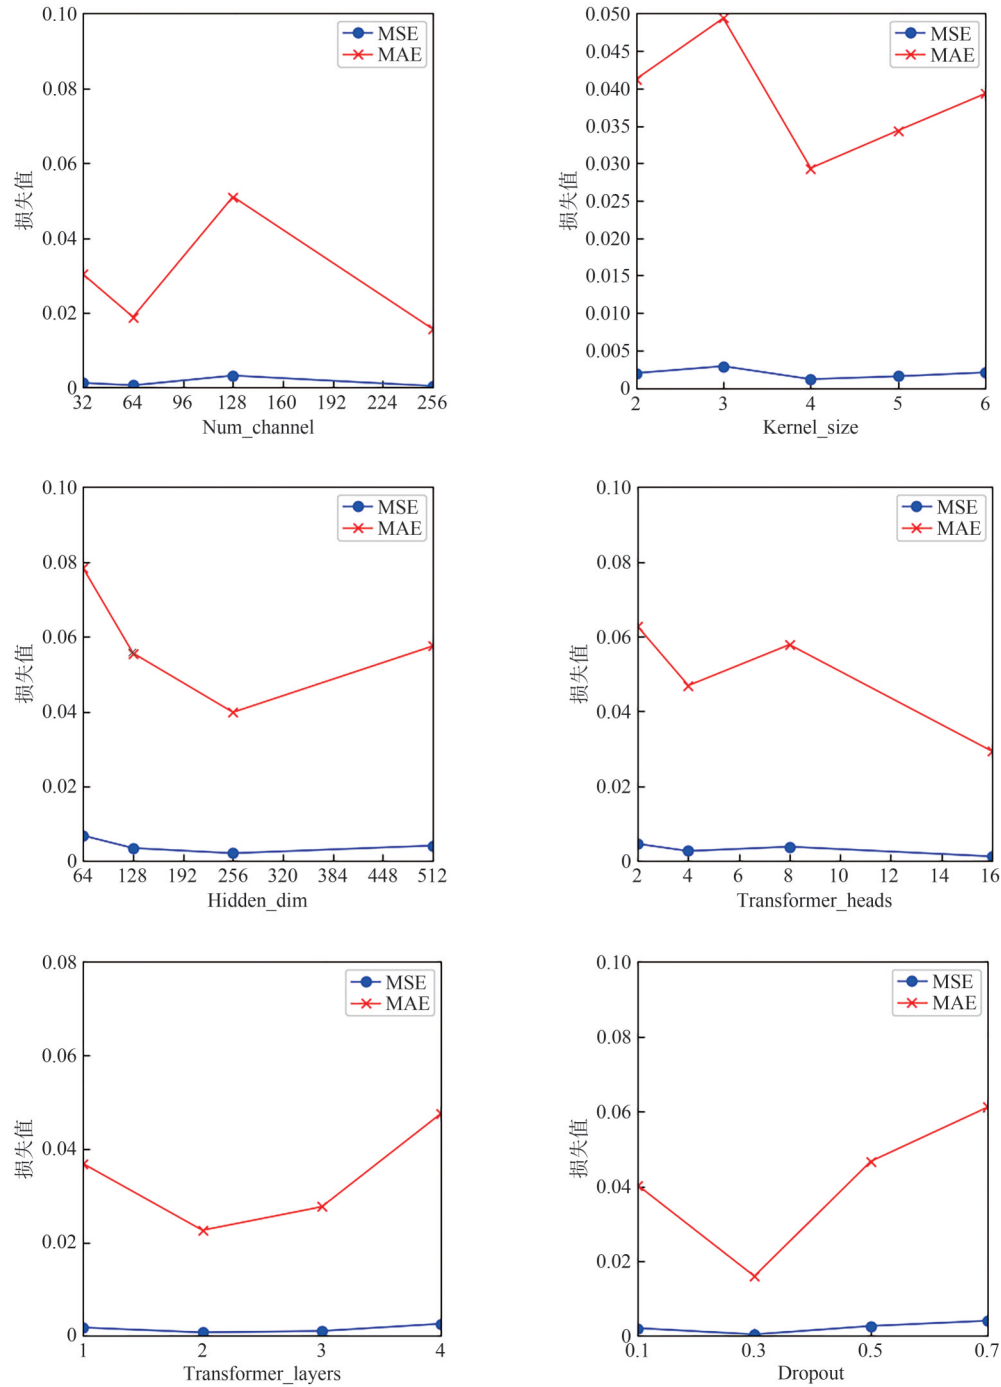 0.10
0.08
0.06
0.04
0.02
0
损失值
MSE
MAE
32 64 96 128 160 192 224 256
Num_channel
0.050
0.045
0.040
0.035
0.030
0.025
0.020
0.015
0.010
0.005
0
损失值
MSE
MAE
2 3 4 5 6
Kernel_size
0.10
0.08
0.06
0.04
0.02
0
损失值
MSE
MAE
64 128 192 256 320 384 448 512
Hidden_dim
0.10
0.08
0.06
0.04
0.02
0
损失值
MSE
MAE
2 4 6 8 10 12 14 16
Transformer_heads
0.08
0.06
0.04
0.02
0
损失值
MSE
MAE
1 2 3 4
Transformer_layers
0.10
0.08
0.06
0.04
0.02
0
损失值
MSE
MAE
0.1 0.3 0.5 0.7
Dropout